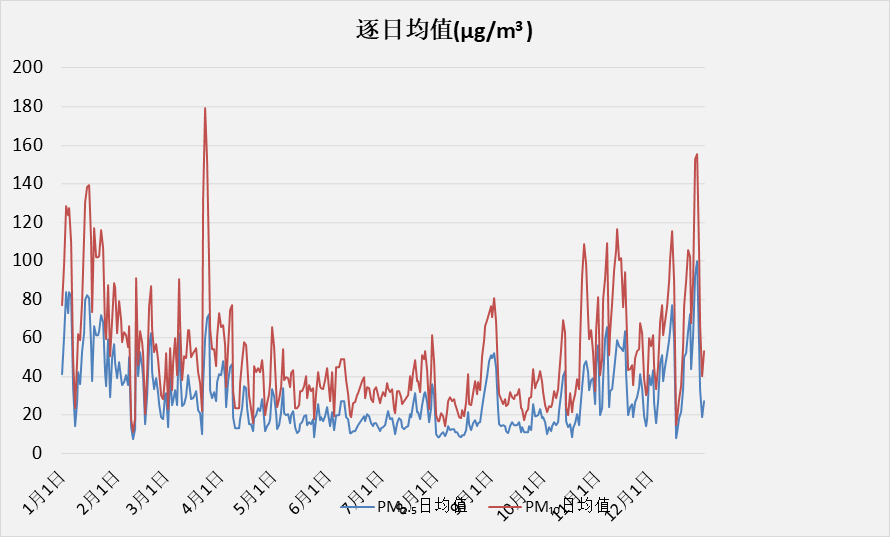 逐日均值(μg/m³)
200
180
160
140
120
100
80
60
40
20
0
1月1日
2月1日
3月1日
4月1日
5月1日
6月1日
7月1日
8月1日
9月1日
10月1日
11月1日
12月1日
PM₂.₅日均值
PM₁₀日均值